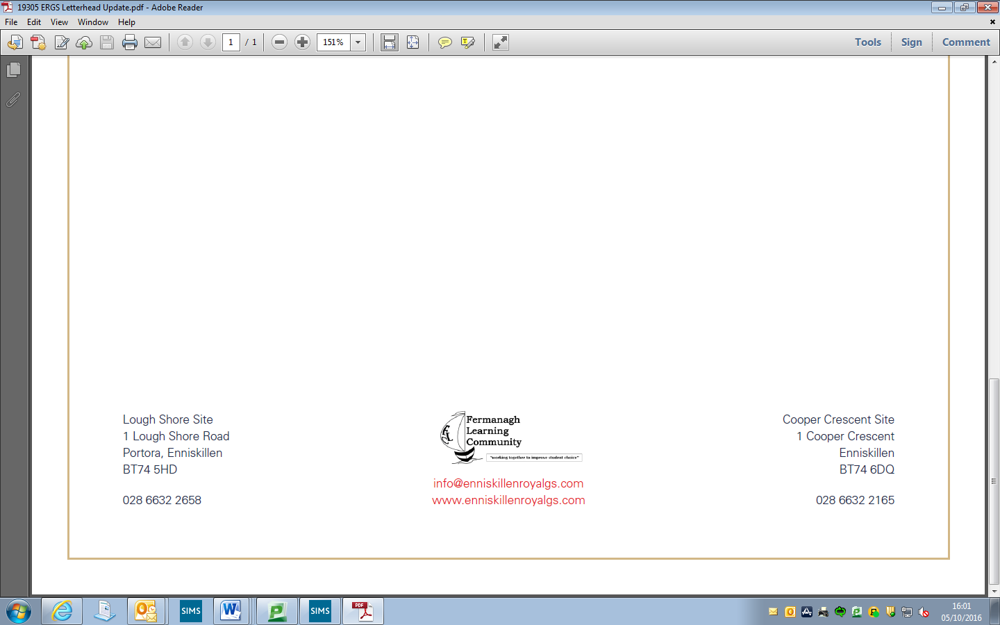 19305 ERGS Letterhead Update.pdf - Adobe Reader
File Edit View Window Help
1 / 1 151% Tools Sign Comment
Lough Shore Site
1 Lough Shore Road
Portora, Enniskillen
BT74 5HD
028 6632 2658
Fermanagh
Learning
Community
"working together to improve student choice"
info@enniskillenroyalgs.com
www.enniskillenroyalgs.com
Cooper Crescent Site
1 Cooper Crescent
Enniskillen
BT74 6DQ
028 6632 2165
SIMS SIMS PDF
16:01
05/10/2016